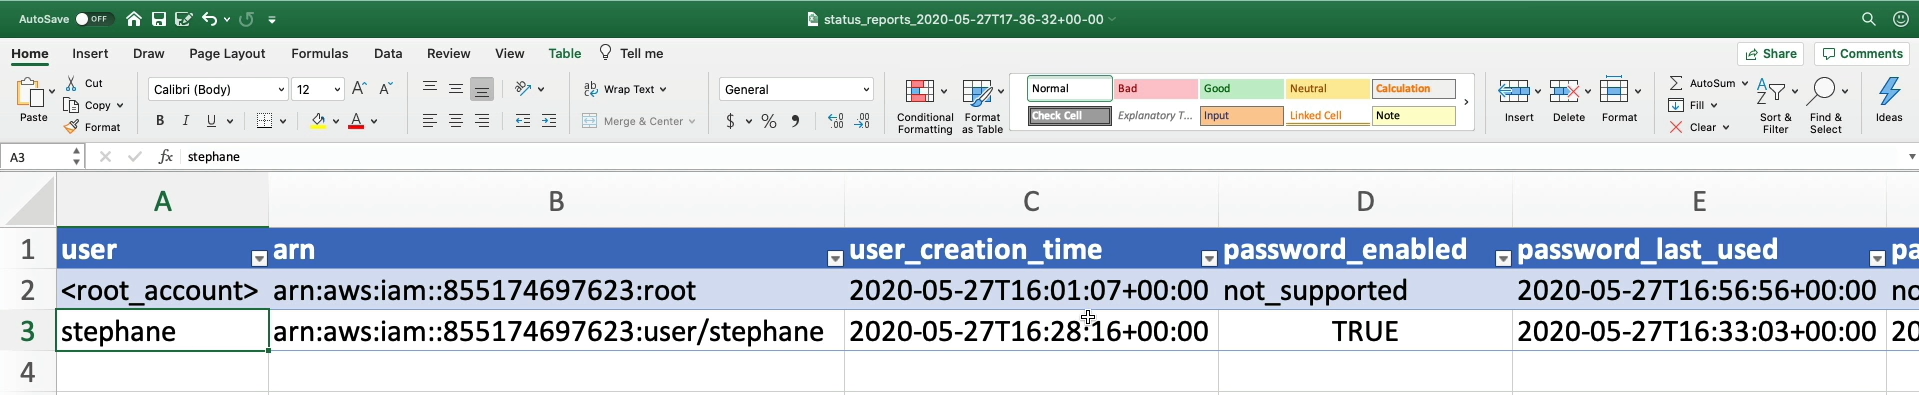 AutoSave OFF status_reports_2020-05-27T17-36-32+00-00
Home Insert Draw Page Layout Formulas Data Review View Table Tell me Share Comments
Paste Cut Copy Format
Calibri (Body) 12 A A
B I U A
ab Wrap Text
Merge & Center
General
$ % 9
Conditional Formatting
Format as Table
Normal Bad Good Neutral Calculation
Check Cell Explanatory T... Input Linked Cell Note
Insert Delete Format
AutoSum
Fill
Clear
Sort & Filter
Find & Select
Ideas
A3 fx stephane
A B C D E
1 user arn user_creation_time password_enabled password_last_used pa
2 <root_account> arn:aws:iam::855174697623:root 2020-05-27T16:01:07+00:00 not_supported 2020-05-27T16:56:56+00:00 no
3 stephane arn:aws:iam::855174697623:user/stephane 2020-05-27T16:28:16+00:00 TRUE 2020-05-27T16:33:03+00:00 20
4